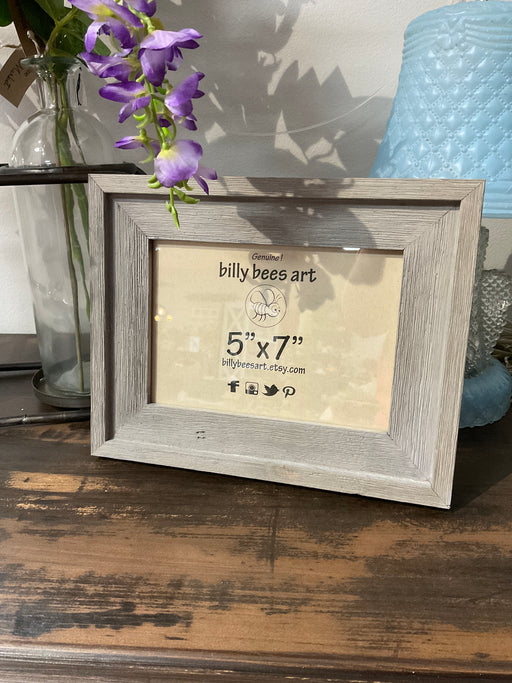 Genuine!
billy bees art
5"x7"
billybeesart.etsy.com